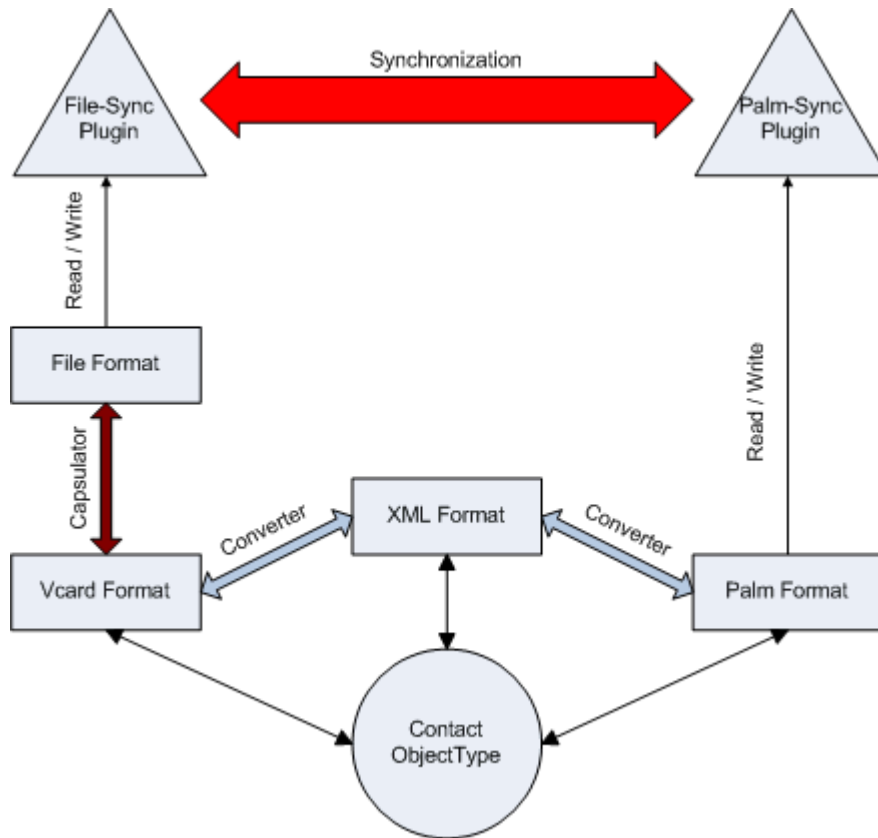 Synchronization
File-Sync
Plugin
Palm-Sync
Plugin
Read / Write
File Format
Read / Write
Capsulator
XML Format
Converter
Converter
Vcard Format
Palm Format
Contact
ObjectType